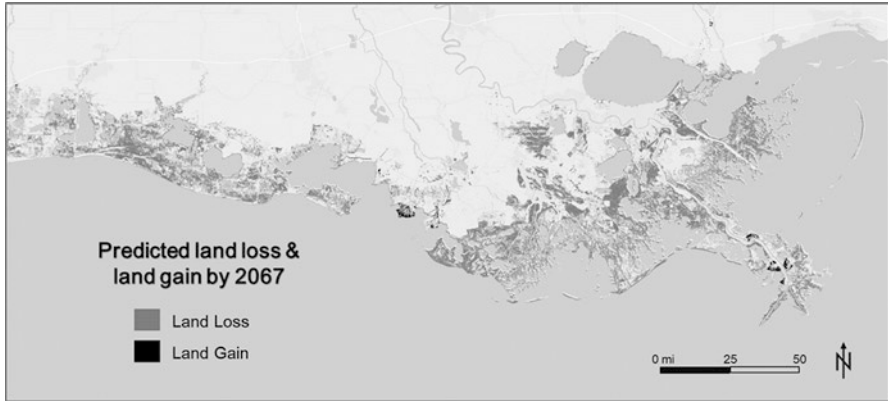 Predicted land loss &
land gain by 2067
Land Loss
Land Gain
0 mi 25 50
N